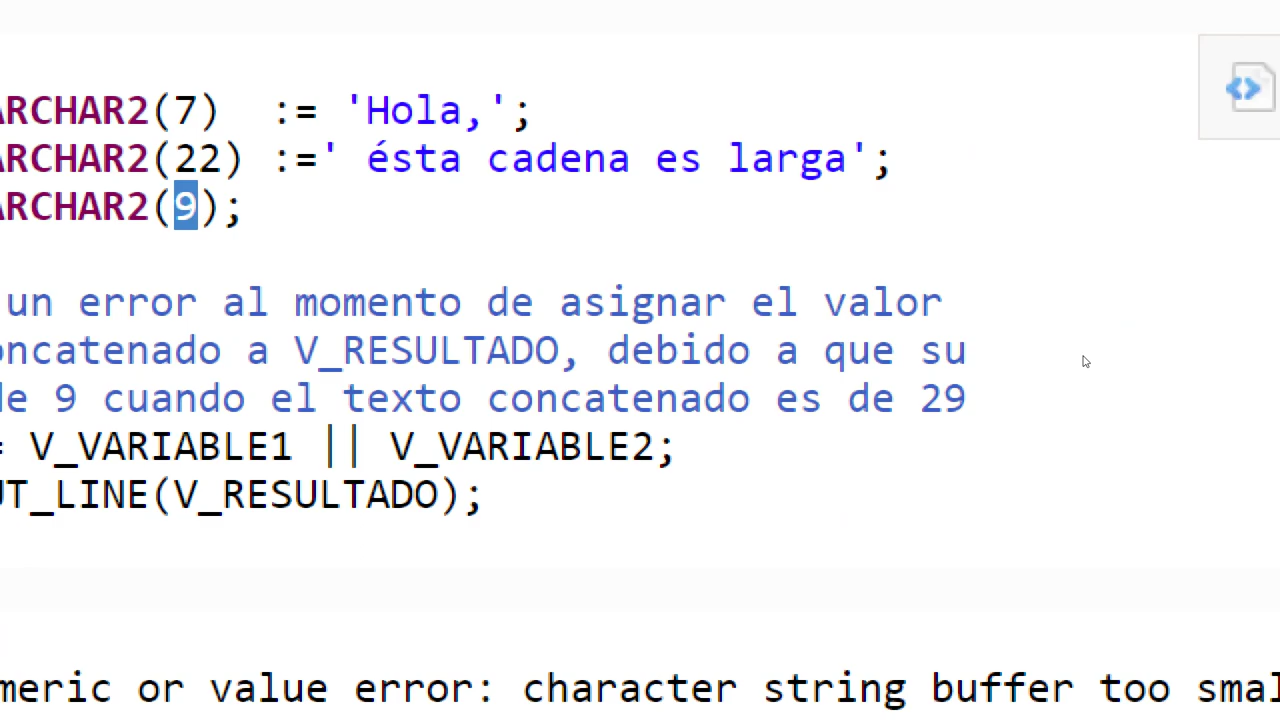 ARCHAR2(7)  := 'Hola,';
ARCHAR2(22) :=' ésta cadena es larga';
ARCHAR2(9);
un error al momento de asignar el valor
oncatenado a V_RESULTADO, debido a que su
de 9 cuando el texto concatenado es de 29
= V_VARIABLE1 || V_VARIABLE2;
UT_LINE(V_RESULTADO);
meric or value error: character string buffer too smal